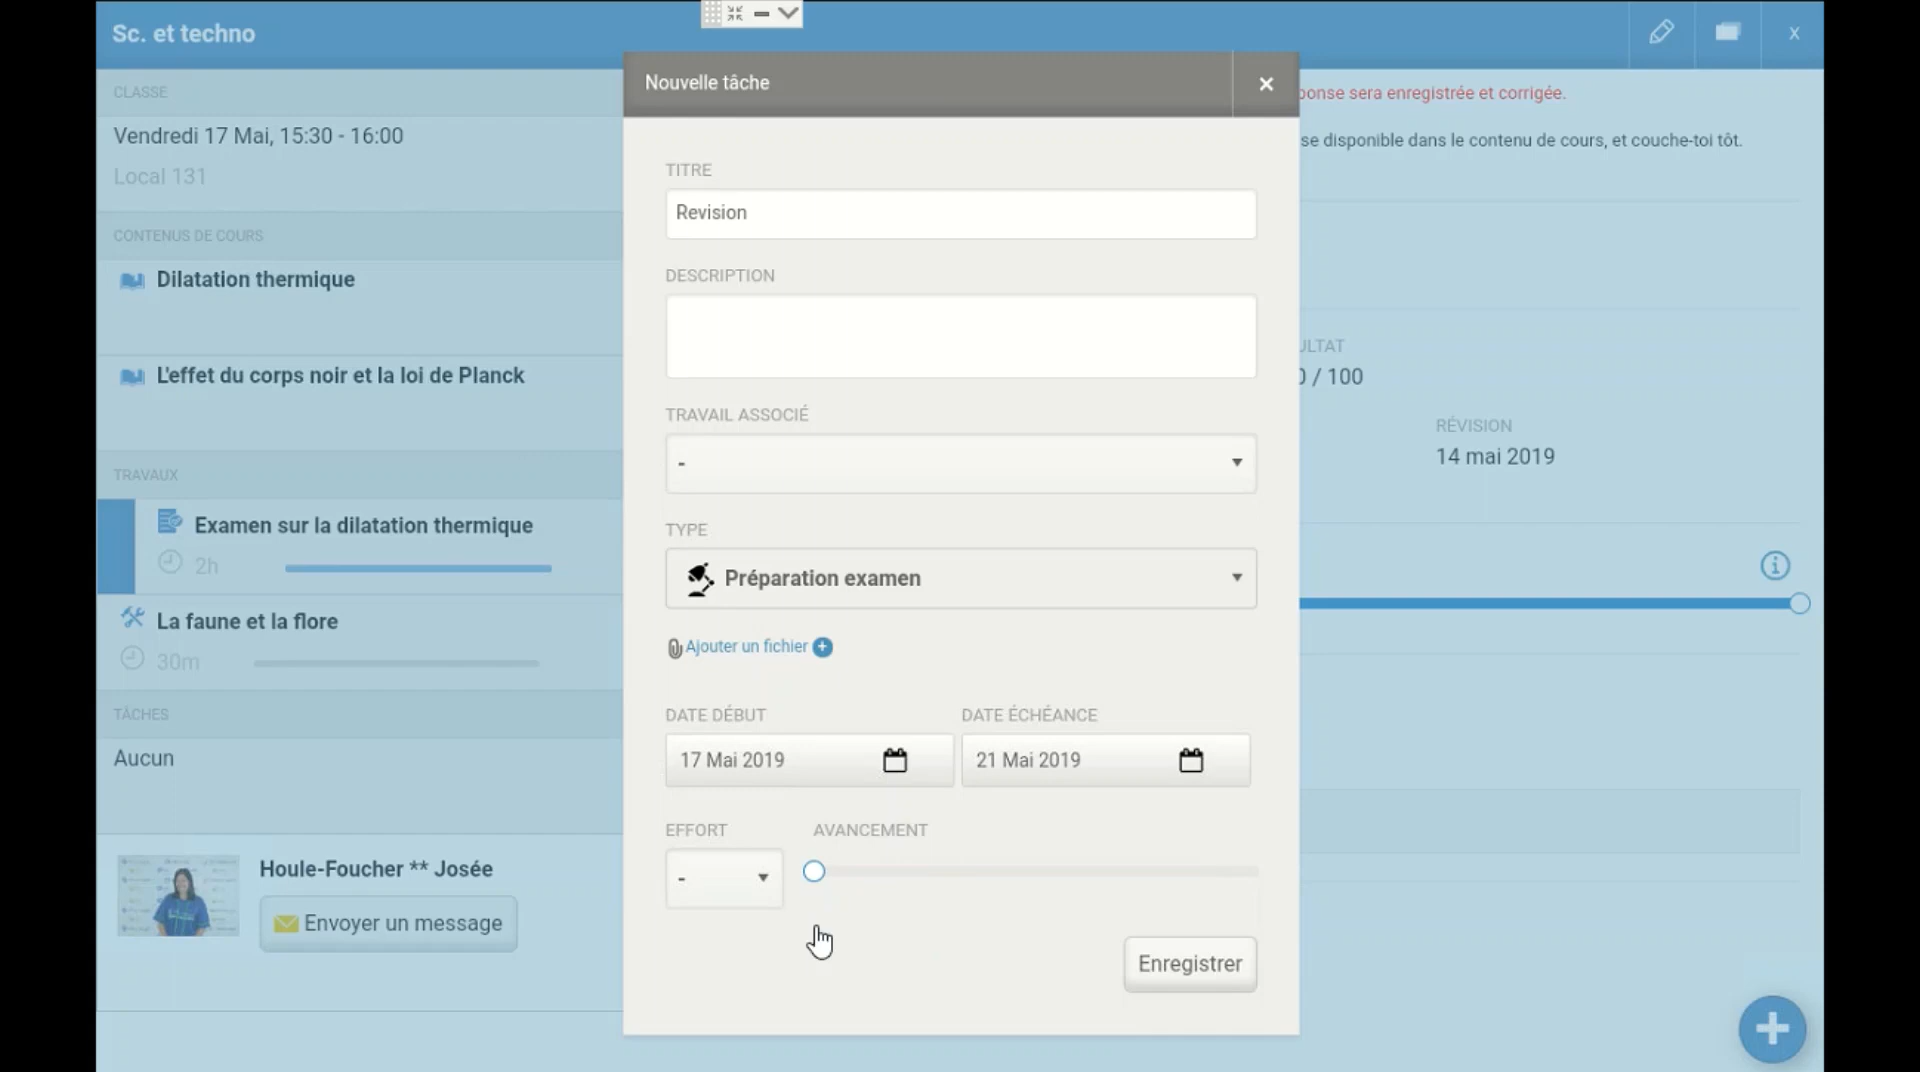 Sc. et techno
X
CLASSE
Vendredi 17 Mai, 15:30 - 16:00
Local 131
CONTENUS DE COURS
Dilatation thermique
L'effet du corps noir et la loi de Planck
TRAVAUX
Examen sur la dilatation thermique
2h
La faune et la flore
30m
TÂCHES
Aucun
Houle-Foucher ** Josée
Envoyer un message
Nouvelle tâche
×
TITRE
Revision
DESCRIPTION
TRAVAIL ASSOCIÉ
-
TYPE
Préparation examen
Ajouter un fichier
DATE DÉBUT DATE ÉCHÉANCE
17 Mai 2019 21 Mai 2019
EFFORT AVANCEMENT
-
Enregistrer
ponse sera enregistrée et corrigée.
se disponible dans le contenu de cours, et couche-toi tôt.
ULTAT
0 / 100
RÉVISION
14 mai 2019